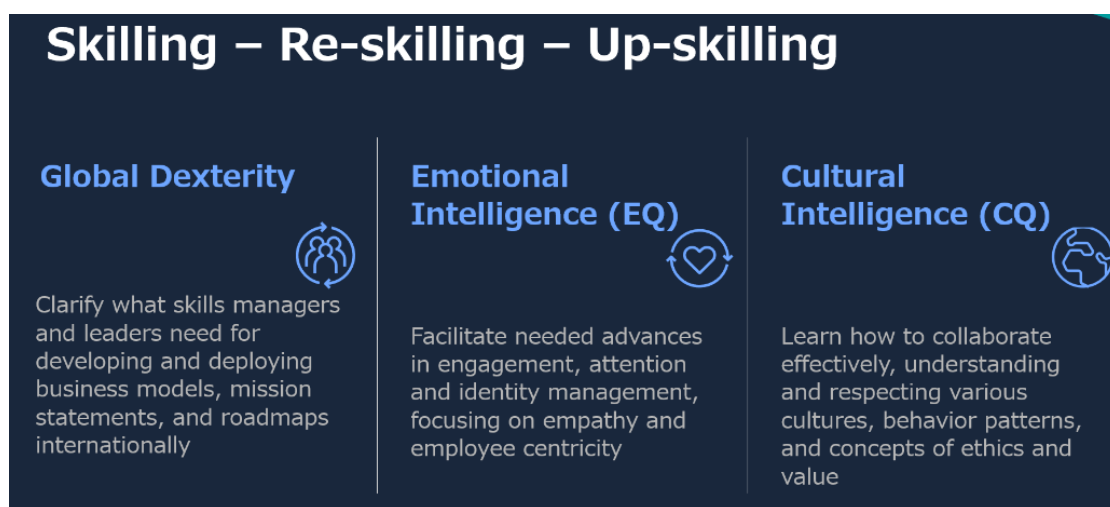 Skilling – Re-skilling – Up-skilling
Global Dexterity
Clarify what skills managers
and leaders need for
developing and deploying
business models, mission
statements, and roadmaps
internationally
Emotional
Intelligence (EQ)
Facilitate needed advances
in engagement, attention
and identity management,
focusing on empathy and
employee centricity
Cultural
Intelligence (CQ)
Learn how to collaborate
effectively, understanding
and respecting various
cultures, behavior patterns,
and concepts of ethics and
value